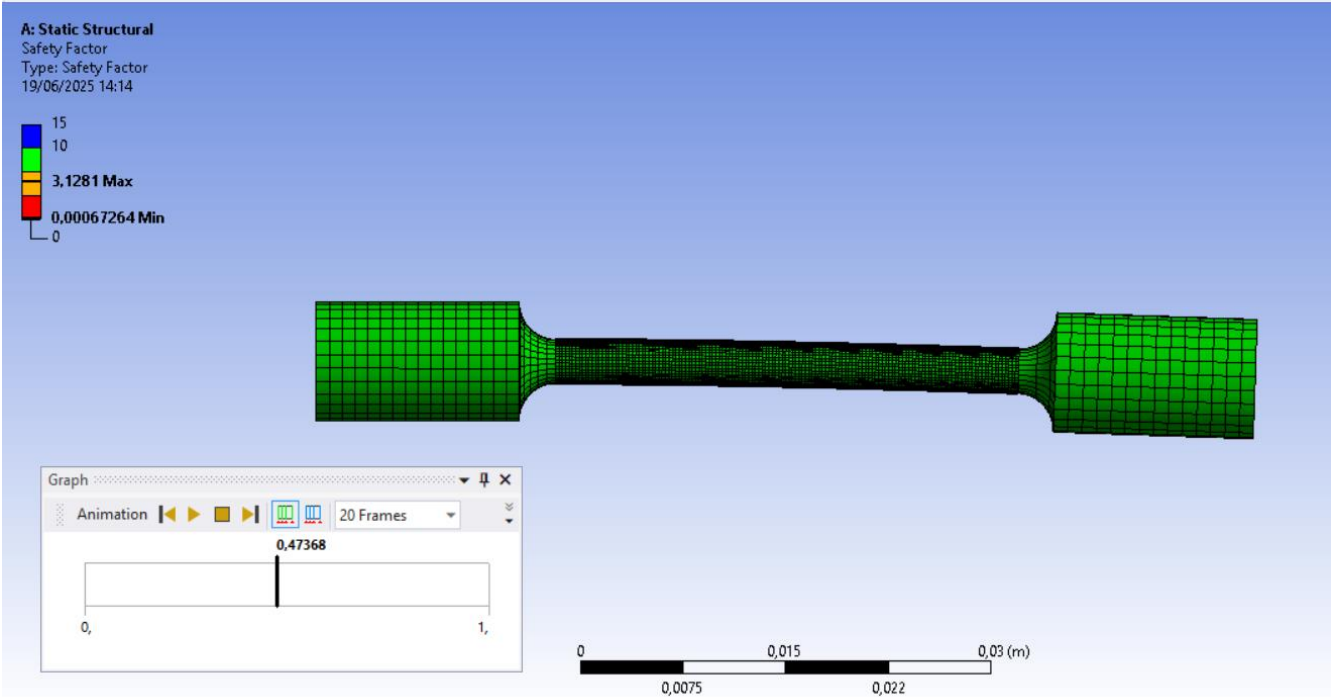 A: Static Structural
Safety Factor
Type: Safety Factor
19/06/2025 14:14
15
10
3,1281 Max
0,00067264 Min
0
Graph
Animation
20 Frames
0,47368
0,
1,
0
0,015
0,03 (m)
0,0075
0,022